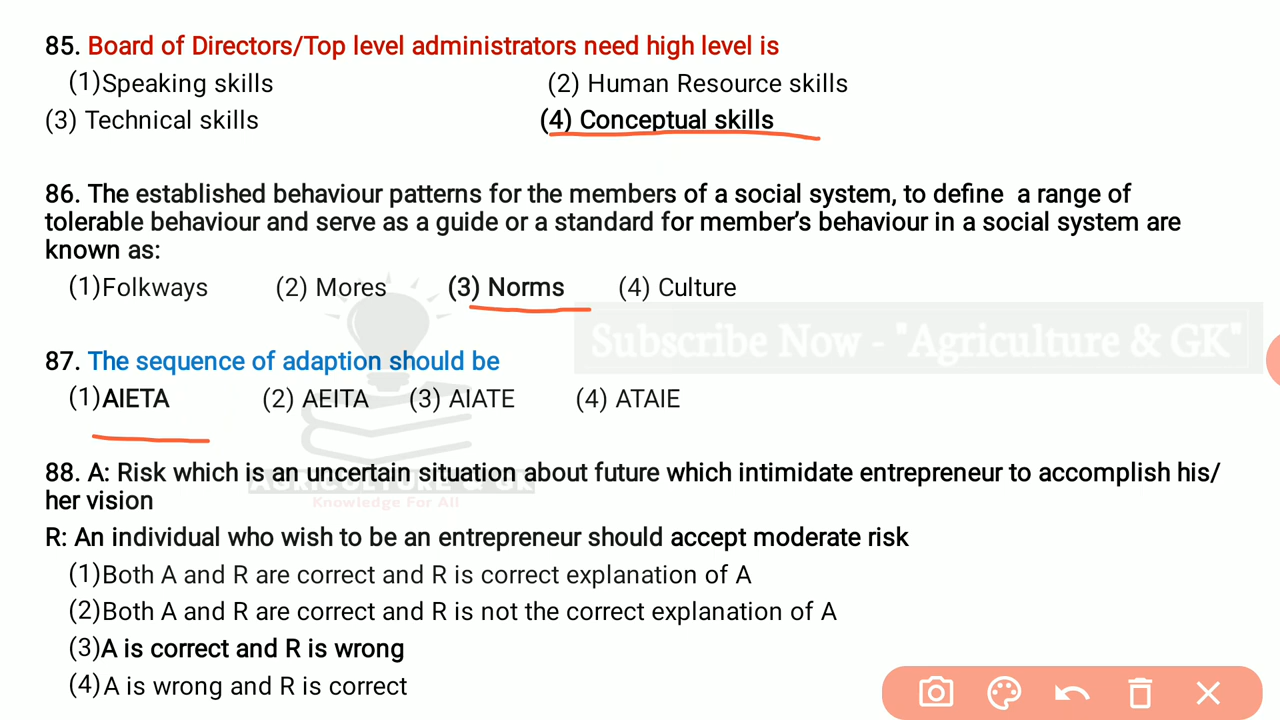 85. Board of Directors/Top level administrators need high level is
(1)Speaking skills (2) Human Resource skills
(3) Technical skills (4) Conceptual skills
86. The established behaviour patterns for the members of a social system, to define a range of
tolerable behaviour and serve as a guide or a standard for member's behaviour in a social system are
known as:
(1)Folkways (2) Mores (3) Norms (4) Culture
Subscribe Now - "Agriculture & GK"
87. The sequence of adaption should be
(1)AIETA (2) AEITA (3) AIATE (4) ATAIE
88. A: Risk which is an uncertain situation about future which intimidate entrepreneur to accomplish his/
her vision
AGRICULTURE & GK
Knowledge For All
R: An individual who wish to be an entrepreneur should accept moderate risk
(1)Both A and R are correct and R is correct explanation of A
(2)Both A and R are correct and R is not the correct explanation of A
(3)A is correct and R is wrong
(4)A is wrong and R is correct